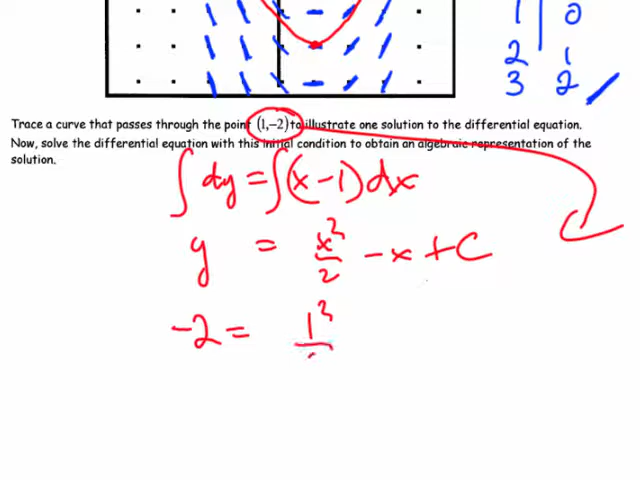 1 0
2 1
3 2
Trace a curve that passes through the point (1,-2) to illustrate one solution to the differential equation.
Now, solve the differential equation with this initial condition to obtain an algebraic representation of the
solution.
∫ dy = ∫(x-1)dx
y = x²/2 - x + C
-2 = 1²/